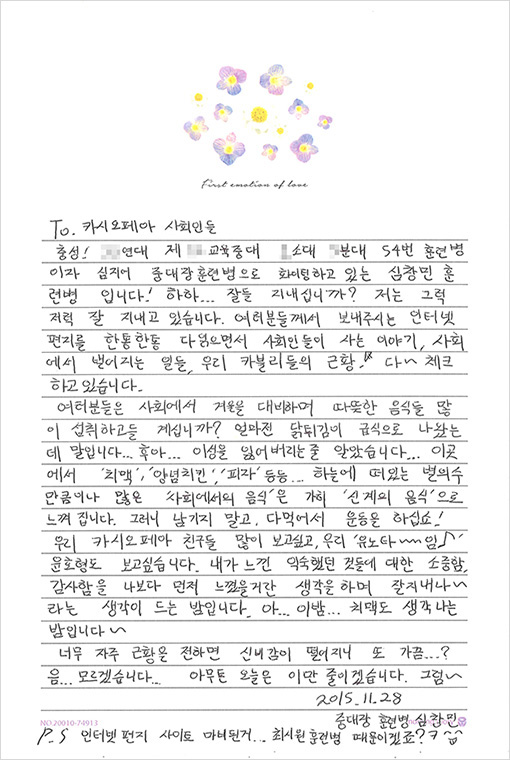 First emotion of love
To. 카시오페아 사회인들
충성! 연대 제 교육중대 소대 분대 54번 훈련병
이자 심지어 중대장훈련병으로 화이팅하고 있는 심창민 훈
련병 입니다! 하하... 잘들 지내십니까? 저는 그럭
저럭 잘 지내고 있습니다. 여러분들께서 보내주시는 인터넷
편지를 한통한통 다읽으면서 사회인들이 사는 이야기, 사회
에서 벌어지는 일들, 우리 카블리들의 근황!! 다~ 체크
하고있습니다.
여러분들은 사회에서 겨울을 대비하며 따뜻한 음식들 많
이 섭취하고들 계십니까? 얼마전 닭튀김이 급식으로 나왔는
데 말입니다... 후아... 이성을 잃어버리는줄 알았습니다... 이곳
에서 '치맥', '양념치킨', '피자' 등등... 하늘에 떠있는 별의수
만큼이나 많은 '사회에서의 음식'은 가히 '신계의 음식'으로
느껴집니다. 그러니 남기지 말고, 다먹어서 운동을 하십쇼!
우리 카시오페아 친구들 많이 보고싶고, 우리 '유노타~~임♪'
윤호형도 보고싶습니다. 내가 느낀 익숙했던 것들에 대한 소중함,
감사함을 나보다 먼저 느꼈을거란 생각을 하며 잘지내나~
라는 생각이 드는 밤입니다. 아... 이밤... 치맥도 생각나는
밤입니다~
너무 자주 근황을 전하면 신비감이 떨어지니 또 가끔...?
음... 모르겠습니다... 아무튼 오늘은 이만 줄이겠습니다. 그럼~
2015.11.28
중대장 훈련병 심창민
NO.20010-74913
P.S 인터넷편지 사이트 마비된거... 최시원 훈련병 때문이겠죠?ㅋ^^